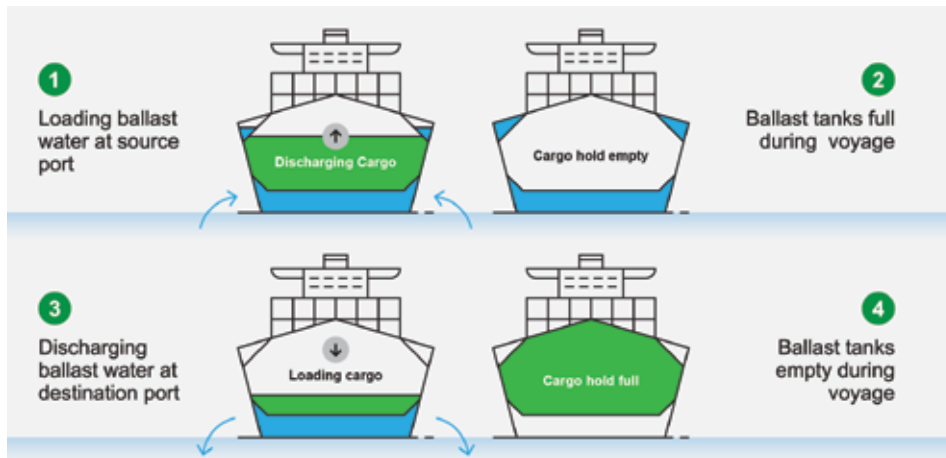 1
Loading ballast
water at source
port
Discharging Cargo
2
Ballast tanks full
during voyage
Cargo hold empty
3
Discharging
ballast water at
destination port
Loading cargo
4
Ballast tanks
empty during
voyage
Cargo hold full